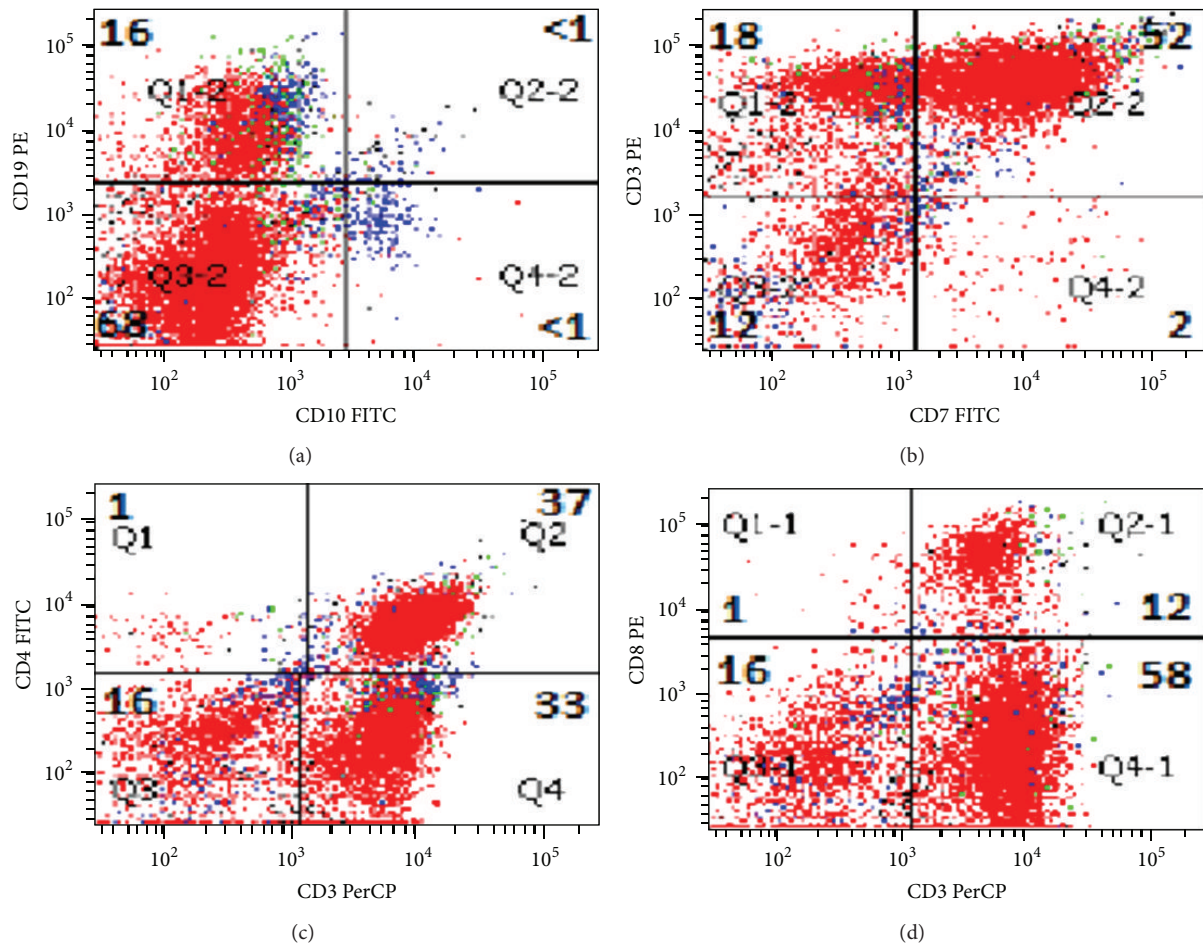 16
<1
10^5
Q1-2
Q2-2
10^4
CD19 PE
10^3
Q3-2
Q4-2
10^2
68
<1
10^2 10^3 10^4 10^5
CD10 FITC
(a)
18
52
10^5
Q1-2
Q2-2
10^4
CD3 PE
10^3
Q3-2
Q4-2
10^2
12
2
10^2 10^3 10^4 10^5
CD7 FITC
(b)
1
37
10^5
Q1
Q2
10^4
CD4 FITC
10^3
16
33
10^2
Q3
Q4
10^2 10^3 10^4 10^5
CD3 PerCP
(c)
Q1-1
Q2-1
10^5
10^4
1
12
CD8 PE
16
58
10^3
Q3-1
Q4-1
10^2
10^2 10^3 10^4 10^5
CD3 PerCP
(d)